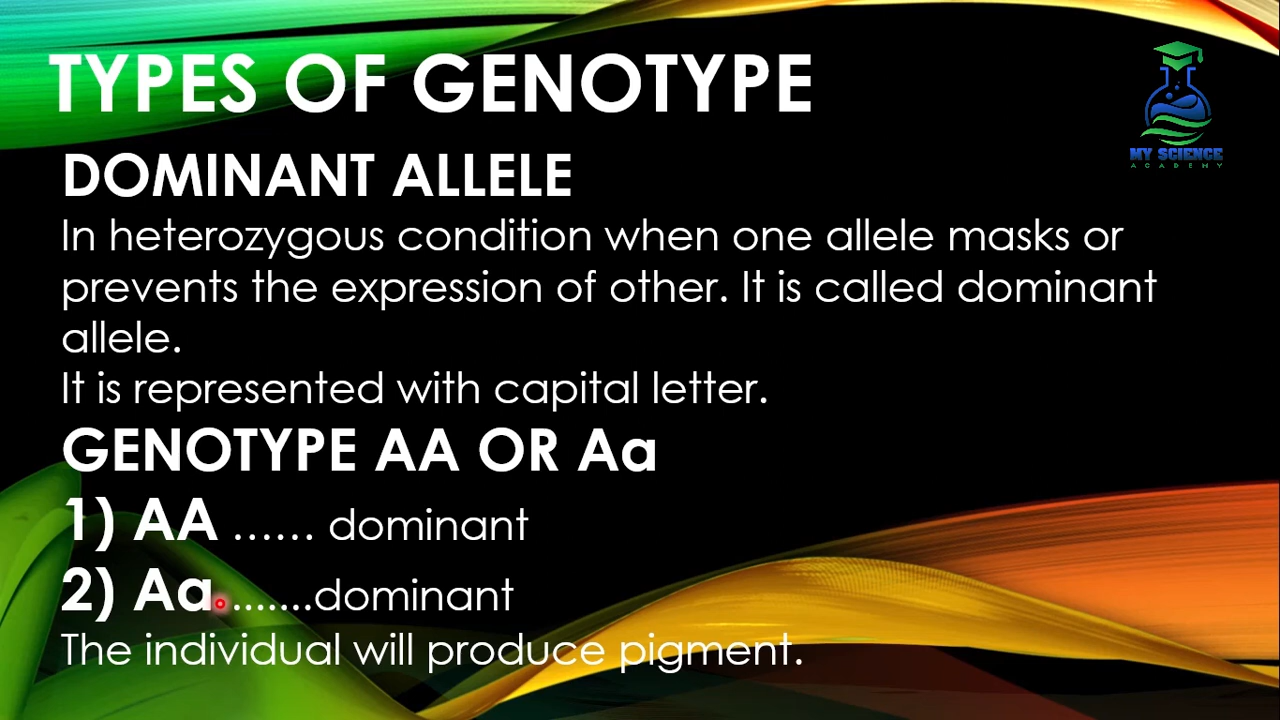 TYPES OF GENOTYPE
MY SCIENCE
ACADEMY
DOMINANT ALLELE
In heterozygous condition when one allele masks or
prevents the expression of other. It is called dominant
allele.
It is represented with capital letter.
GENOTYPE AA OR Aa
1) AA ...... dominant
2) Aa.......dominant
The individual will produce pigment.